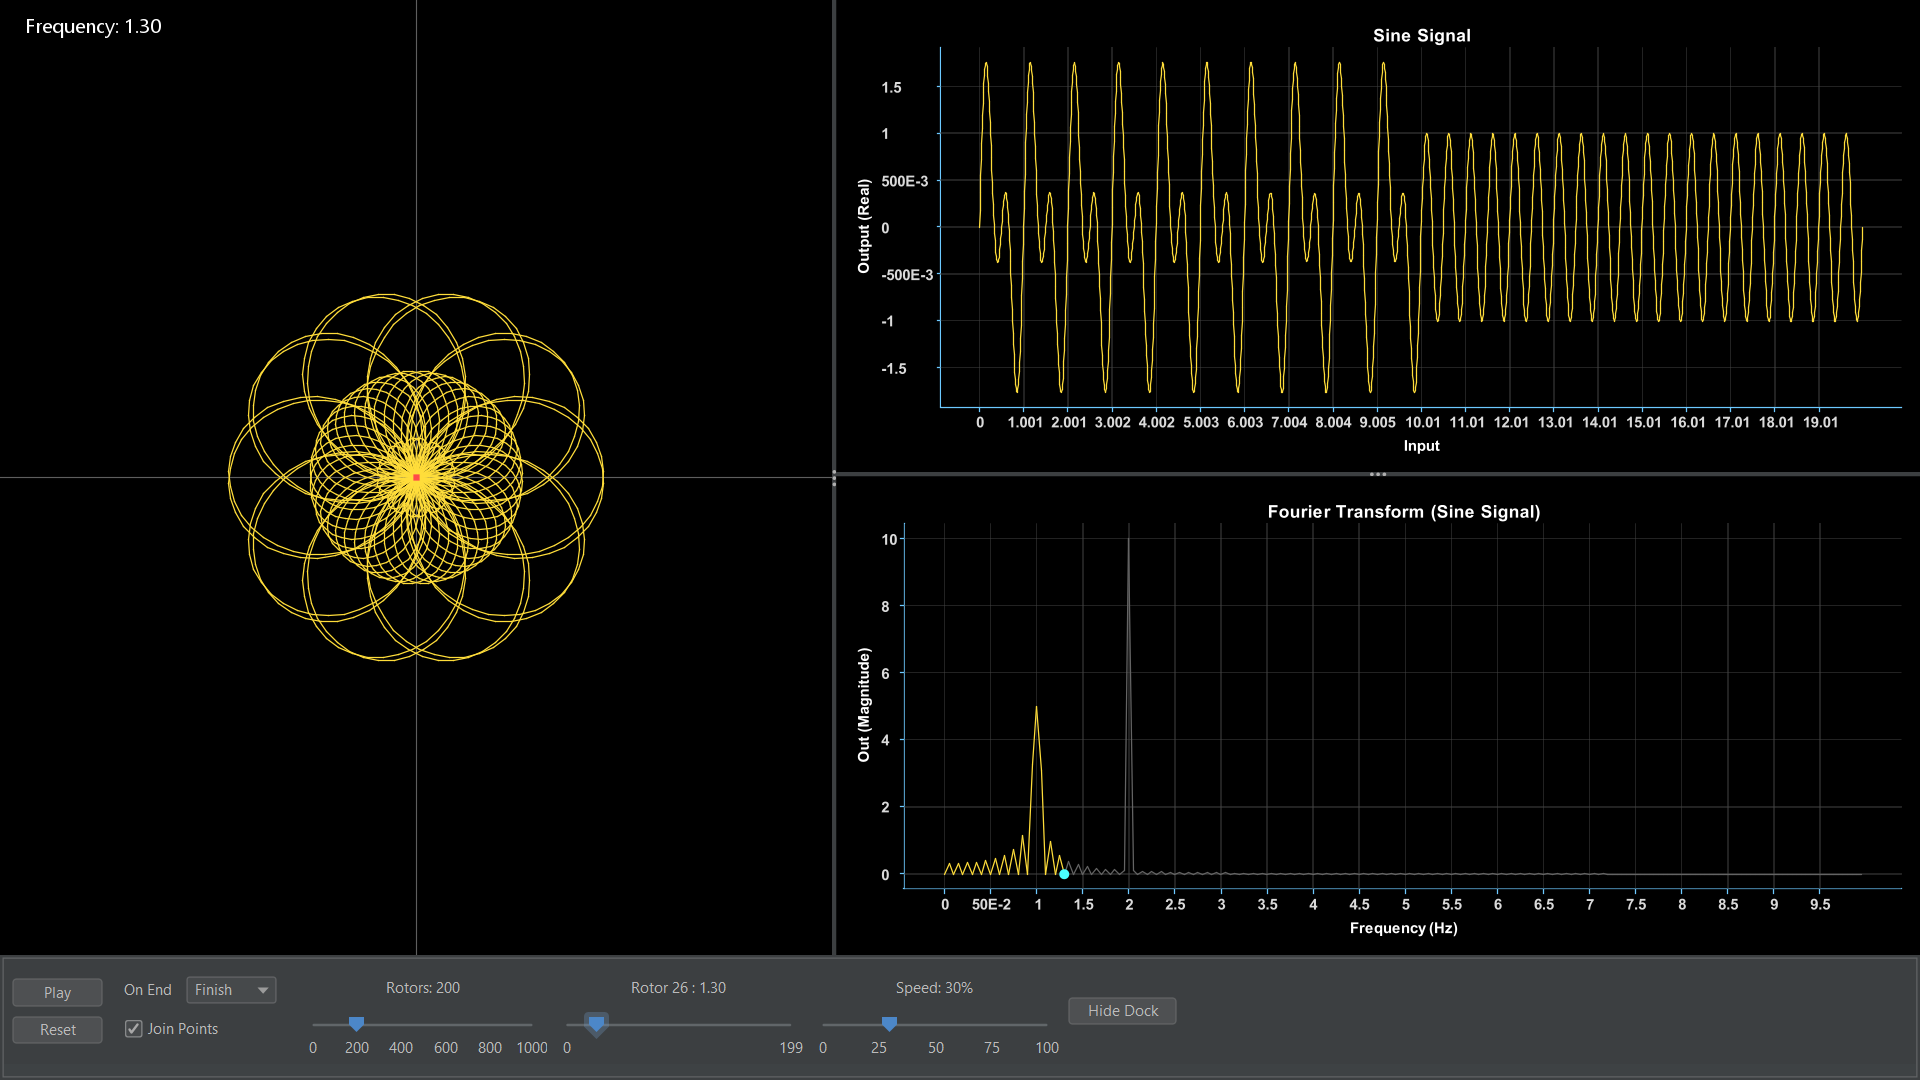 Frequency: 1.30
Sine Signal
1.5
1
500E-3
0
-500E-3
-1
-1.5
Output (Real)
0 1.001 2.001 3.002 4.002 5.003 6.003 7.004 8.004 9.005 10.01 11.01 12.01 13.01 14.01 15.01 16.01 17.01 18.01 19.01
Input
Fourier Transform (Sine Signal)
10
8
6
4
2
0
Out (Magnitude)
0 50E-2 1 1.5 2 2.5 3 3.5 4 4.5 5 5.5 6 6.5 7 7.5 8 8.5 9 9.5
Frequency (Hz)
Play
On End
Finish
Reset
Join Points
Rotors: 200
0 200 400 600 800 1000
Rotor 26 : 1.30
0 199
Speed: 30%
0 25 50 75 100
Hide Dock